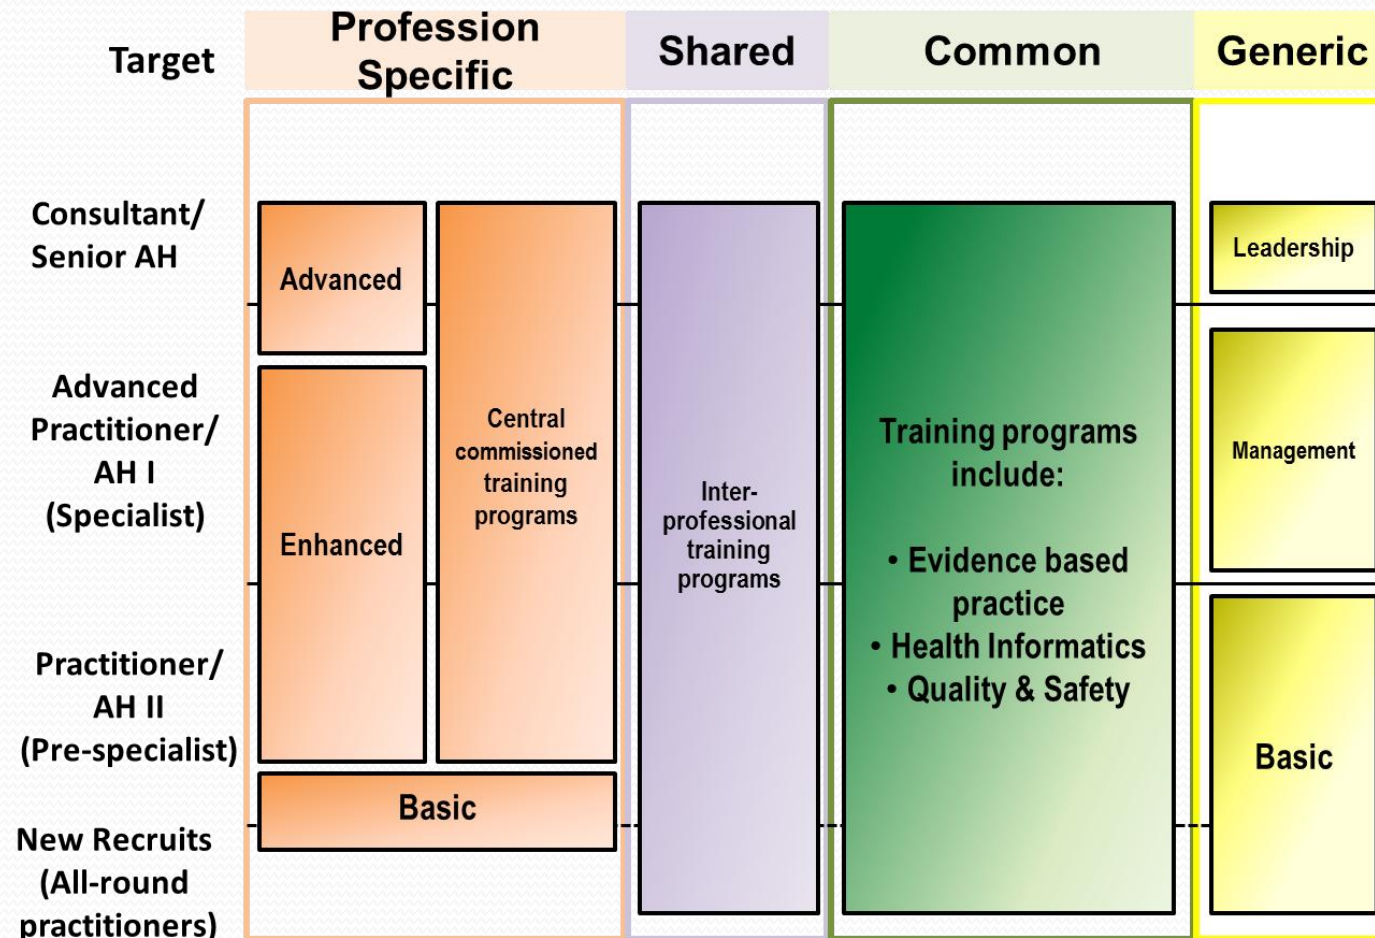 Target
Profession
Specific
Shared
Common
Generic
Consultant/
Senior AH
Advanced
Practitioner/
AH I
(Specialist)
Practitioner/
AH II
(Pre-specialist)
New Recruits
(All-round
practitioners)
Advanced
Enhanced
Central
commissioned
training
programs
Basic
Inter-
professional
training
programs
Training programs
include:
• Evidence based
practice
• Health Informatics
• Quality & Safety
Leadership
Management
Basic